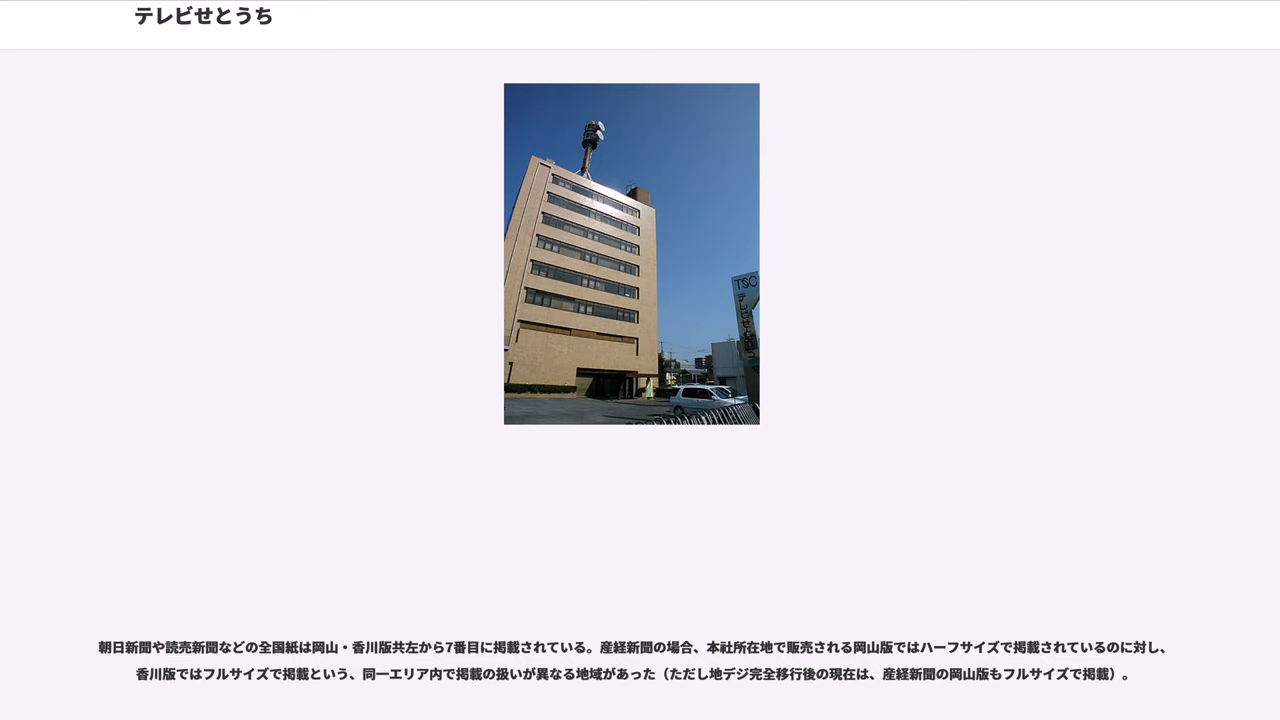 テレビせとうち
TSC
テレビせとうち
朝日新聞や読売新聞などの全国紙は岡山・香川版共左から7番目に掲載されている。産経新聞の場合、本社所在地で販売される岡山版ではハーフサイズで掲載されているのに対し、
香川版ではフルサイズで掲載という、同一エリア内で掲載の扱いが異なる地域があった（ただし地デジ完全移行後の現在は、産経新聞の岡山版もフルサイズで掲載）。